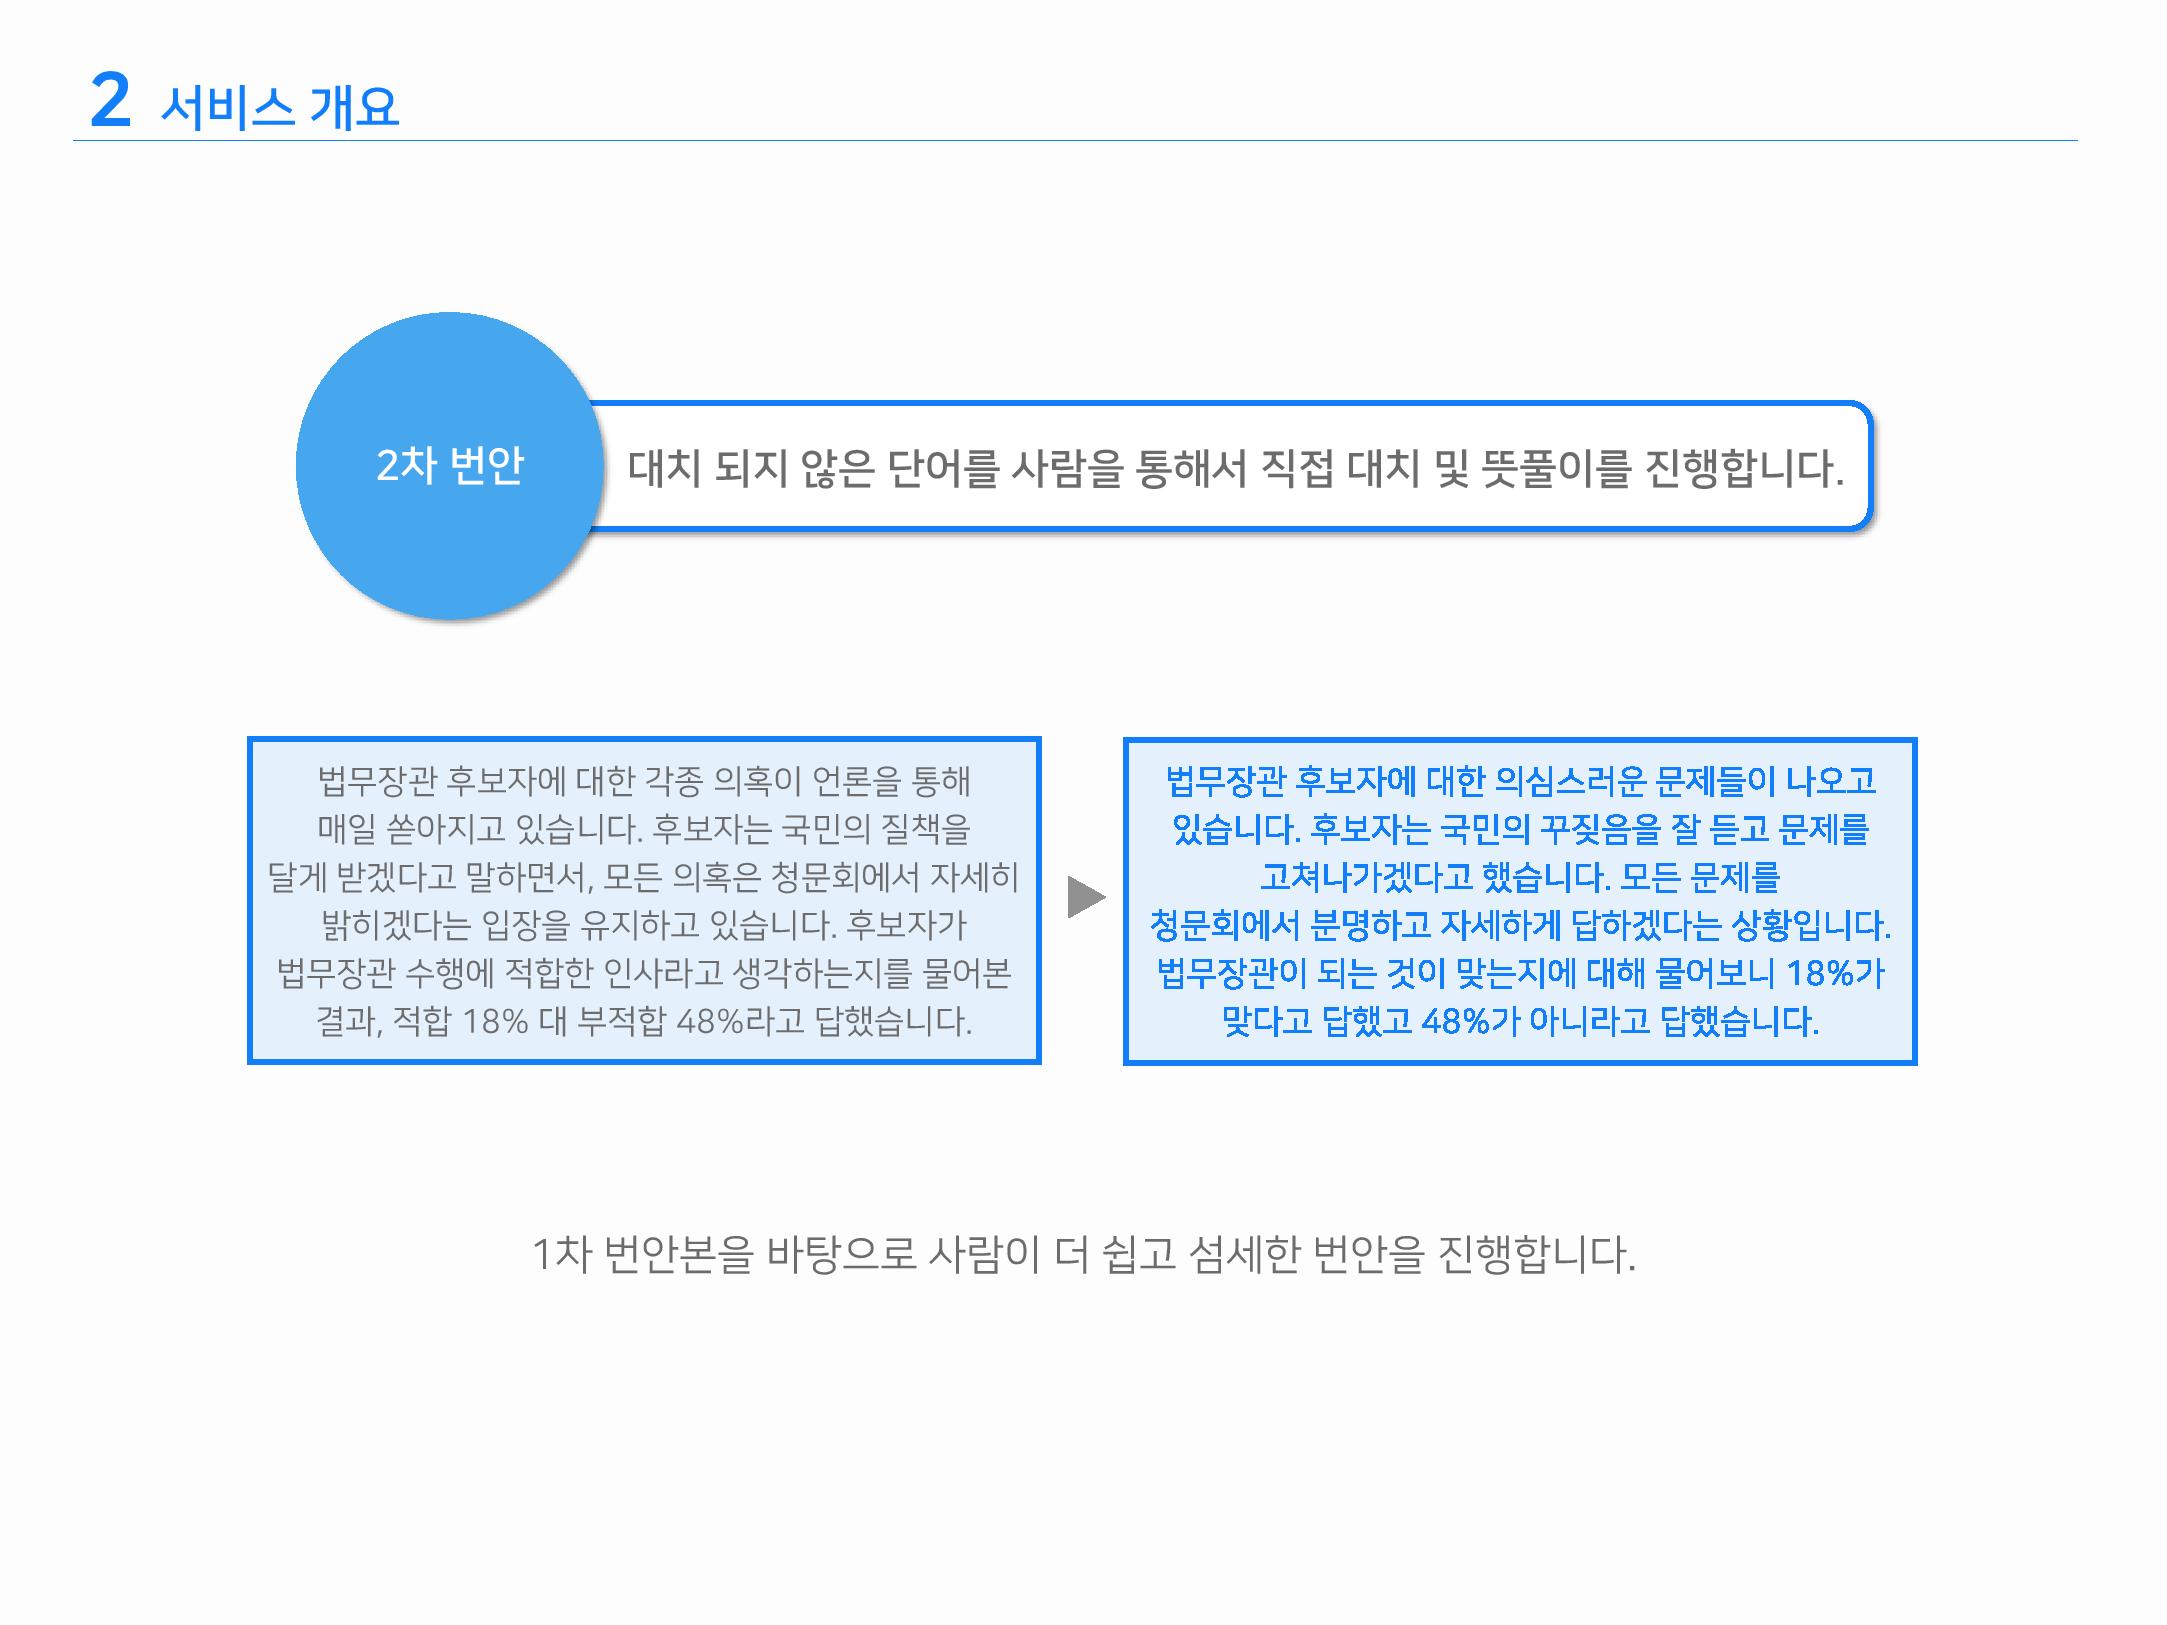 2 서비스 개요
2차 번안
대치 되지 않은 단어를 사람을 통해서 직접 대치 및 뜻풀이를 진행합니다.
법무장관 후보자에 대한 각종 의혹이 언론을 통해
매일 쏟아지고 있습니다. 후보자는 국민의 질책을
달게 받겠다고 말하면서, 모든 의혹은 청문회에서 자세히
밝히겠다는 입장을 유지하고 있습니다. 후보자가
법무장관 수행에 적합한 인사라고 생각하는지를 물어본
결과, 적합 18% 대 부적합 48%라고 답했습니다.
법무장관 후보자에 대한 의심스러운 문제들이 나오고
있습니다. 후보자는 국민의 꾸짖음을 잘 듣고 문제를
고쳐나가겠다고 했습니다. 모든 문제를
청문회에서 분명하고 자세하게 답하겠다는 상황입니다.
법무장관이 되는 것이 맞는지에 대해 물어보니 18%가
맞다고 답했고 48%가 아니라고 답했습니다.
1차 번안본을 바탕으로 사람이 더 쉽고 섬세한 번안을 진행합니다.